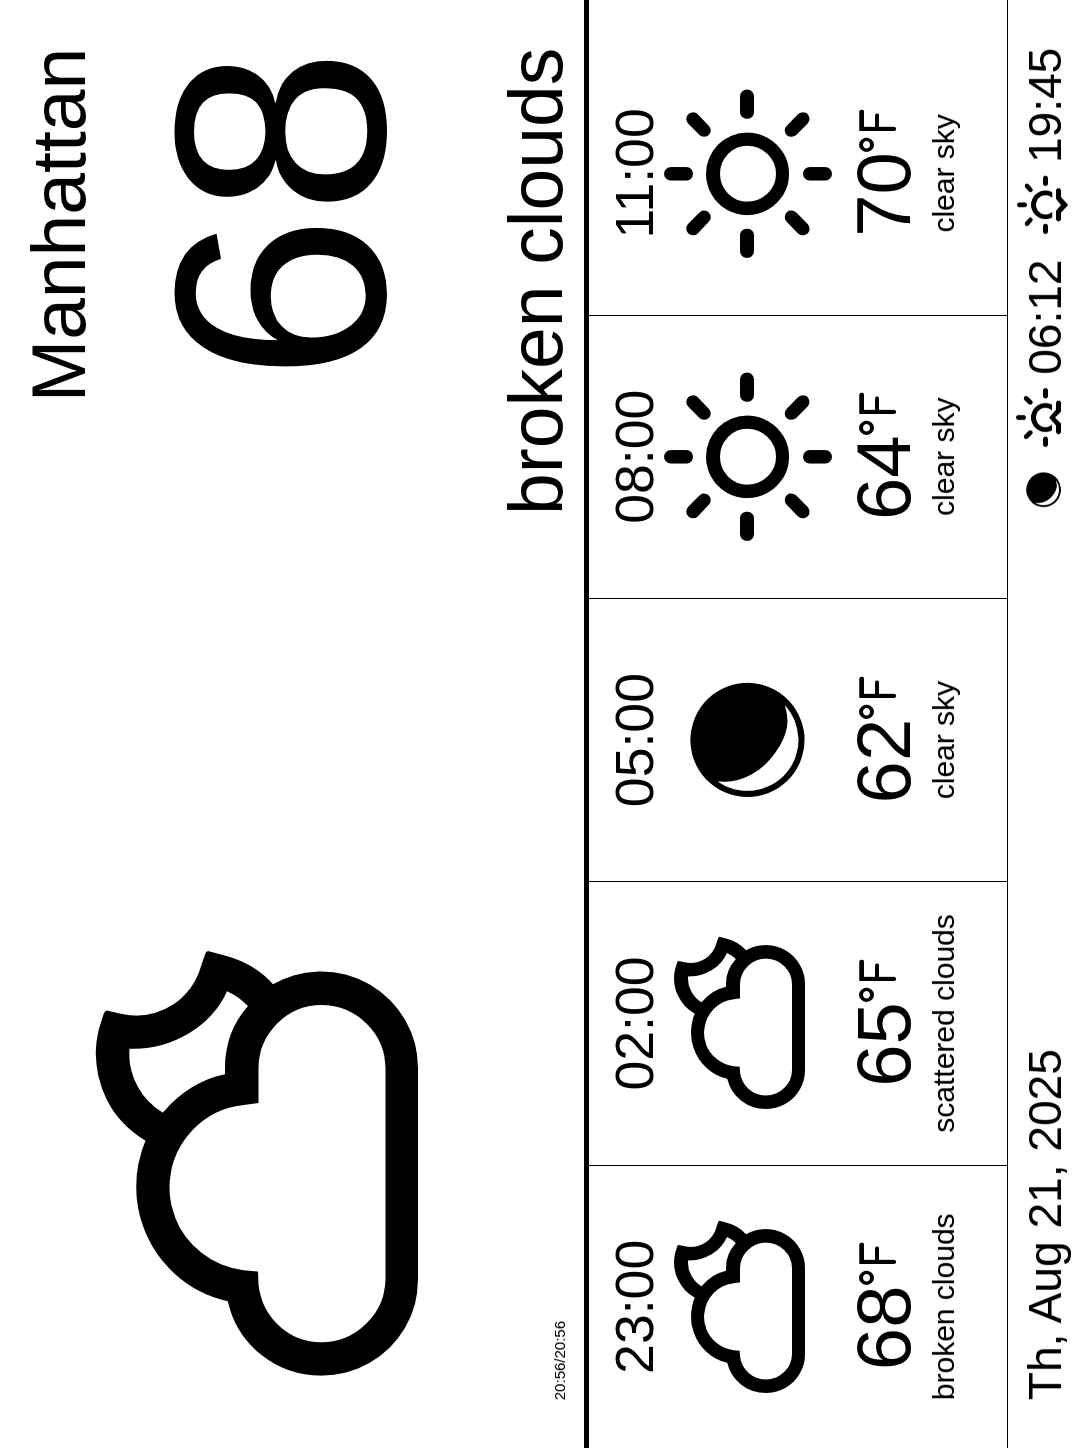 Manhattan
68
broken clouds
20:56/20:56
23:00 02:00 05:00 08:00 11:00
68°F 65°F 62°F 64°F 70°F
broken clouds scattered clouds clear sky clear sky clear sky
Th, Aug 21, 2025 06:12 19:45